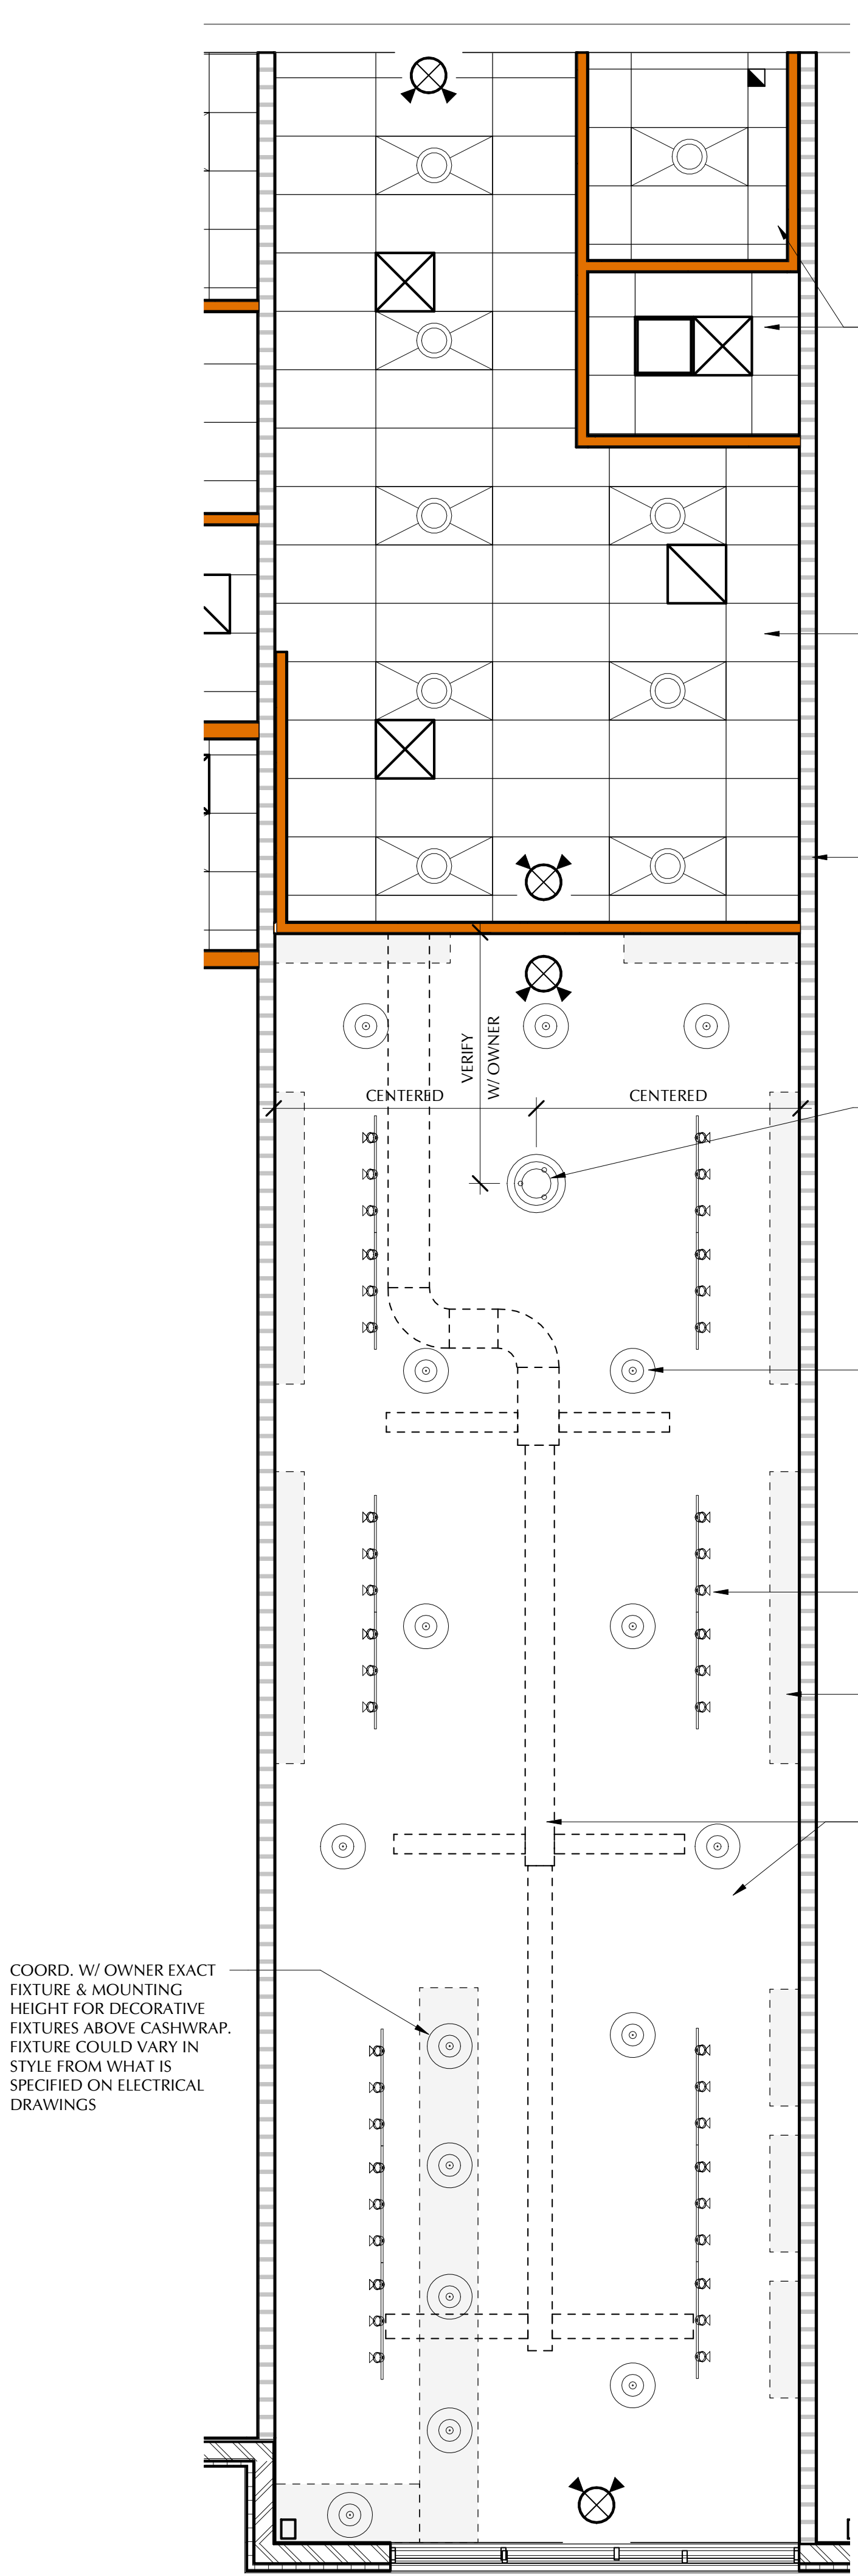 VERIFY
W/ OWNER
CENTERED
CENTERED
COORD. W/ OWNER EXACT
FIXTURE & MOUNTING
HEIGHT FOR DECORATIVE
FIXTURES ABOVE CASHWRAP.
FIXTURE COULD VARY IN
STYLE FROM WHAT IS
SPECIFIED ON ELECTRICAL
DRAWINGS